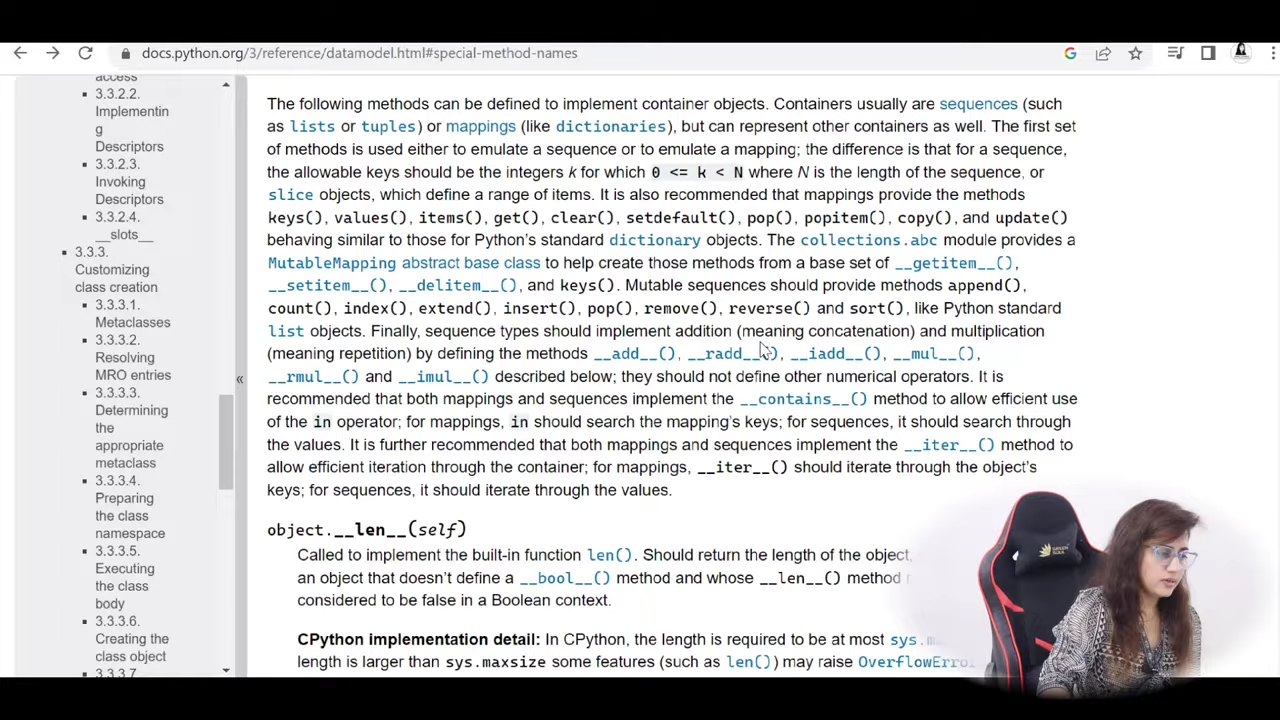 docs.python.org/3/reference/datamodel.html#special-method-names
access
3.3.2.2.
Implementin
g
Descriptors
3.3.2.3.
Invoking
Descriptors
3.3.2.4.
__slots__
3.3.3.
Customizing
class creation
3.3.3.1.
Metaclasses
3.3.3.2.
Resolving
MRO entries
3.3.3.3.
Determining
the
appropriate
metaclass
3.3.3.4.
Preparing
the class
namespace
3.3.3.5.
Executing
the class
body
3.3.3.6.
Creating the
class object
3.3.3.7.
«
The following methods can be defined to implement container objects. Containers usually are sequences (such
as lists or tuples) or mappings (like dictionaries), but can represent other containers as well. The first set
of methods is used either to emulate a sequence or to emulate a mapping; the difference is that for a sequence,
the allowable keys should be the integers k for which 0 <= k < N where N is the length of the sequence, or
slice objects, which define a range of items. It is also recommended that mappings provide the methods
keys(), values(), items(), get(), clear(), setdefault(), pop(), popitem(), copy(), and update()
behaving similar to those for Python's standard dictionary objects. The collections.abc module provides a
MutableMapping abstract base class to help create those methods from a base set of __getitem__(),
__setitem__(), __delitem__(), and keys(). Mutable sequences should provide methods append(),
count(), index(), extend(), insert(), pop(), remove(), reverse() and sort(), like Python standard
list objects. Finally, sequence types should implement addition (meaning concatenation) and multiplication
(meaning repetition) by defining the methods __add__(), __radd__(), __iadd__(), __mul__(),
__rmul__() and __imul__() described below; they should not define other numerical operators. It is
recommended that both mappings and sequences implement the __contains__() method to allow efficient use
of the in operator; for mappings, in should search the mapping's keys; for sequences, it should search through
the values. It is further recommended that both mappings and sequences implement the __iter__() method to
allow efficient iteration through the container; for mappings, __iter__() should iterate through the object's
keys; for sequences, it should iterate through the values.
object.__len__(self)
Called to implement the built-in function len(). Should return the length of the object,
an object that doesn't define a __bool__() method and whose __len__() method
considered to be false in a Boolean context.
CPython implementation detail: In CPython, the length is required to be at most sys.
length is larger than sys.maxsize some features (such as len()) may raise OverflowError